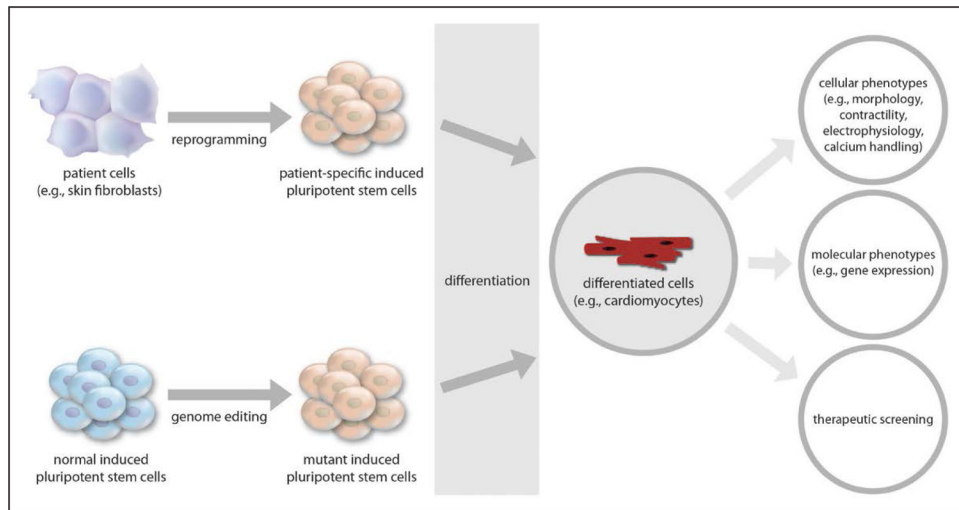 patient cells
(e.g., skin fibroblasts)
reprogramming
patient-specific induced
pluripotent stem cells
normal induced
pluripotent stem cells
genome editing
mutant induced
pluripotent stem cells
differentiation
differentiated cells
(e.g., cardiomyocytes)
cellular phenotypes
(e.g., morphology,
contractility,
electrophysiology,
calcium handling)
molecular phenotypes
(e.g., gene expression)
therapeutic screening